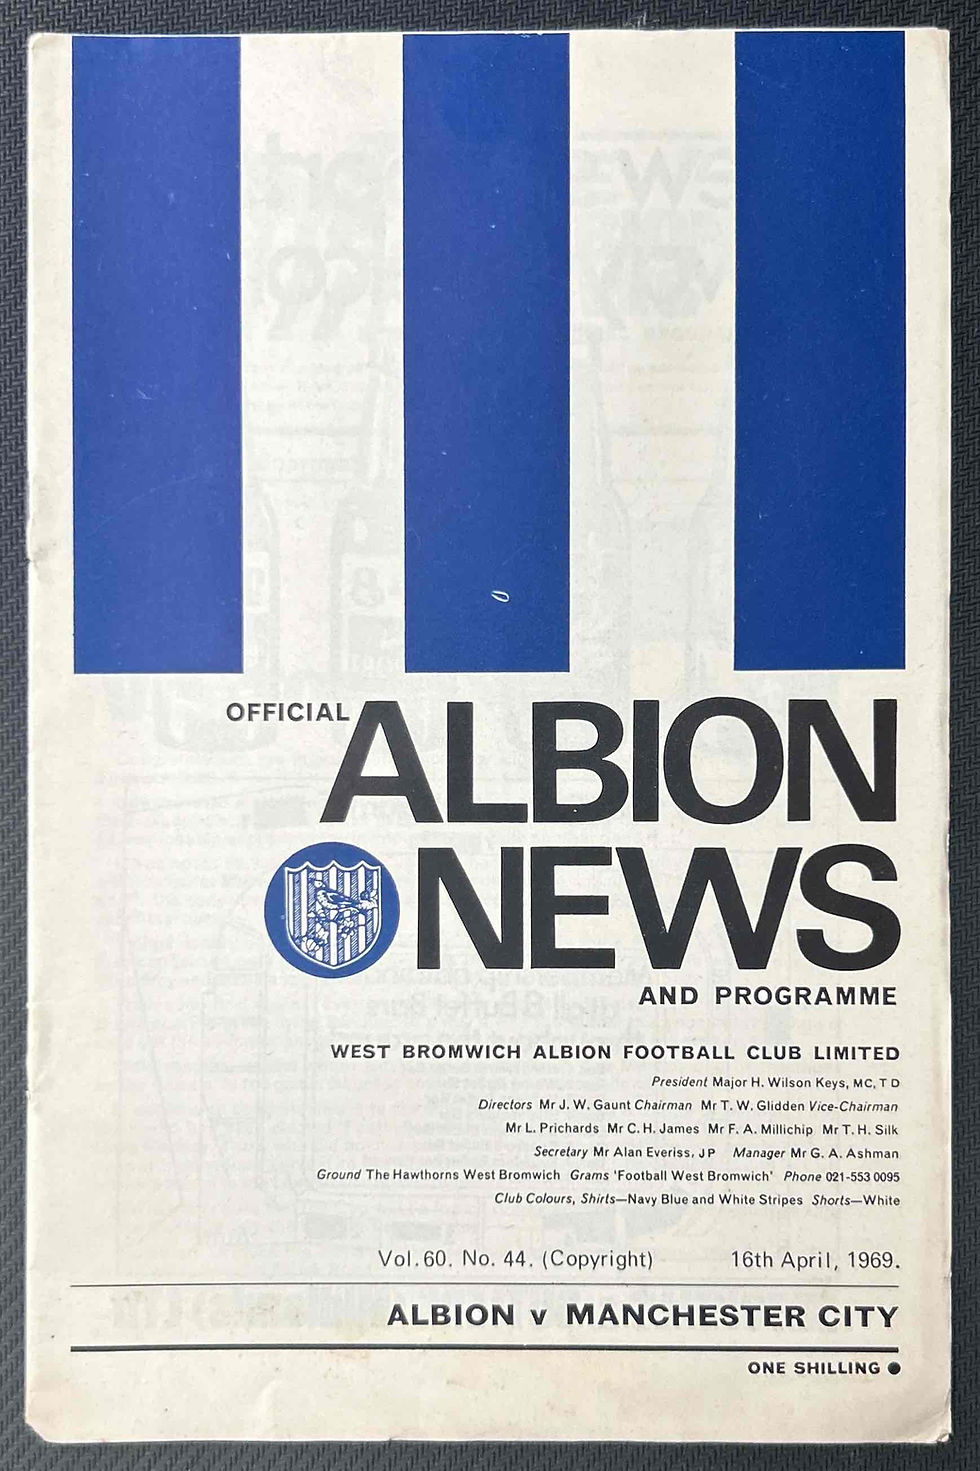 OFFICIAL ALBION
NEWS
AND PROGRAMME
WEST BROMWICH ALBION FOOTBALL CLUB LIMITED
President Major H. Wilson Keys, MC, T D
Directors Mr J. W. Gaunt Chairman Mr T. W. Glidden Vice-Chairman
Mr L. Prichards Mr C. H. James Mr F. A. Millichip Mr T. H. Silk
Secretary Mr Alan Everiss, J P Manager Mr G. A. Ashman
Ground The Hawthorns West Bromwich Grams 'Football West Bromwich' Phone 021-553 0095
Club Colours, Shirts—Navy Blue and White Stripes Shorts—White
Vol. 60. No. 44. (Copyright) 16th April, 1969.
ALBION v MANCHESTER CITY
ONE SHILLING ●